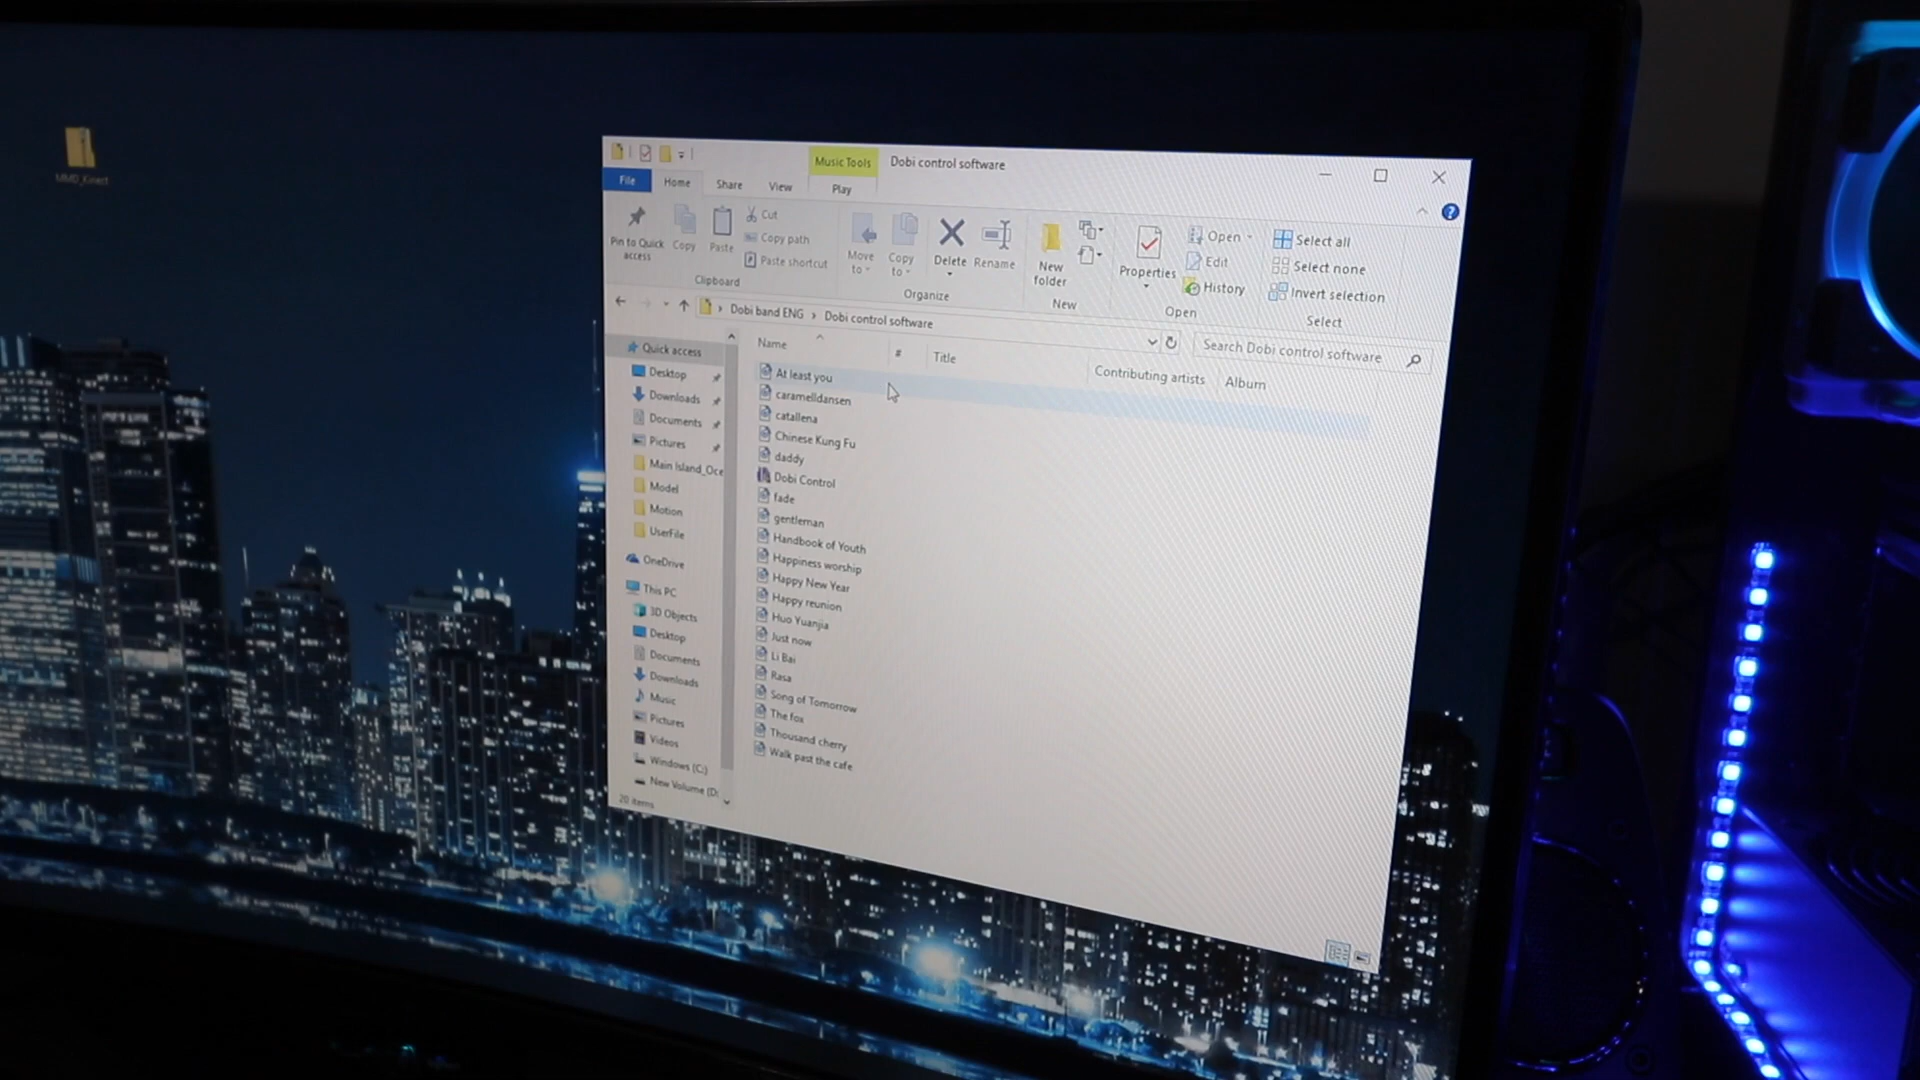 MMD_Kinect
Music Tools
Dobi control software
File
Home
Share
View
Play
Pin to Quick access
Copy
Paste
Cut
Copy path
Paste shortcut
Clipboard
Move to
Copy to
Delete
Rename
Organize
New folder
New
Properties
Open
Edit
History
Open
Select all
Select none
Invert selection
Select
Dobi band ENG › Dobi control software
Search Dobi control software
Name
#
Title
Contributing artists
Album
Quick access
Desktop
Downloads
Documents
Pictures
Main Island_Oce
Model
Motion
UserFile
OneDrive
This PC
3D Objects
Desktop
Documents
Downloads
Music
Pictures
Videos
Windows (C:)
New Volume (D:
At least you
caramelldansen
catallena
Chinese Kung Fu
daddy
Dobi Control
fade
gentleman
Handbook of Youth
Happiness worship
Happy New Year
Happy reunion
Huo Yuanjia
Just now
Li Bai
Rasa
Song of Tomorrow
The fox
Thousand cherry
Walk past the cafe
20 items